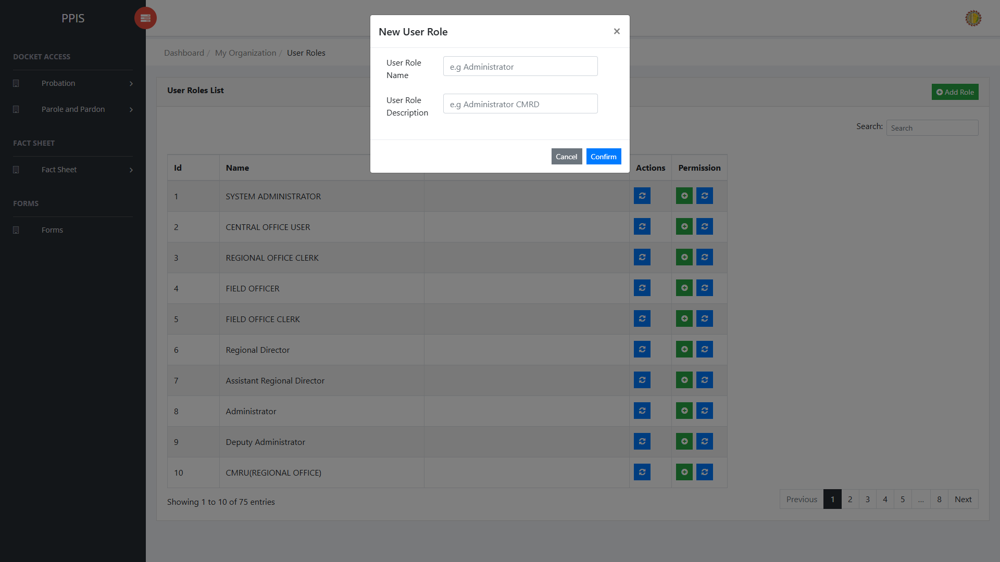 PPIS
DOCKET ACCESS
Probation
Parole and Pardon
FACT SHEET
Fact Sheet
FORMS
Forms
Dashboard / My Organization / User Roles
User Roles List
Add Role
Search: Search
New User Role ×
User Role
Name
e.g Administrator
User Role
Description
e.g Administrator CMRD
Cancel Confirm
Id Name Actions Permission
1 SYSTEM ADMINISTRATOR
2 CENTRAL OFFICE USER
3 REGIONAL OFFICE CLERK
4 FIELD OFFICER
5 FIELD OFFICE CLERK
6 Regional Director
7 Assistant Regional Director
8 Administrator
9 Deputy Administrator
10 CMRU(REGIONAL OFFICE)
Showing 1 to 10 of 75 entries
Previous 1 2 3 4 5 ... 8 Next